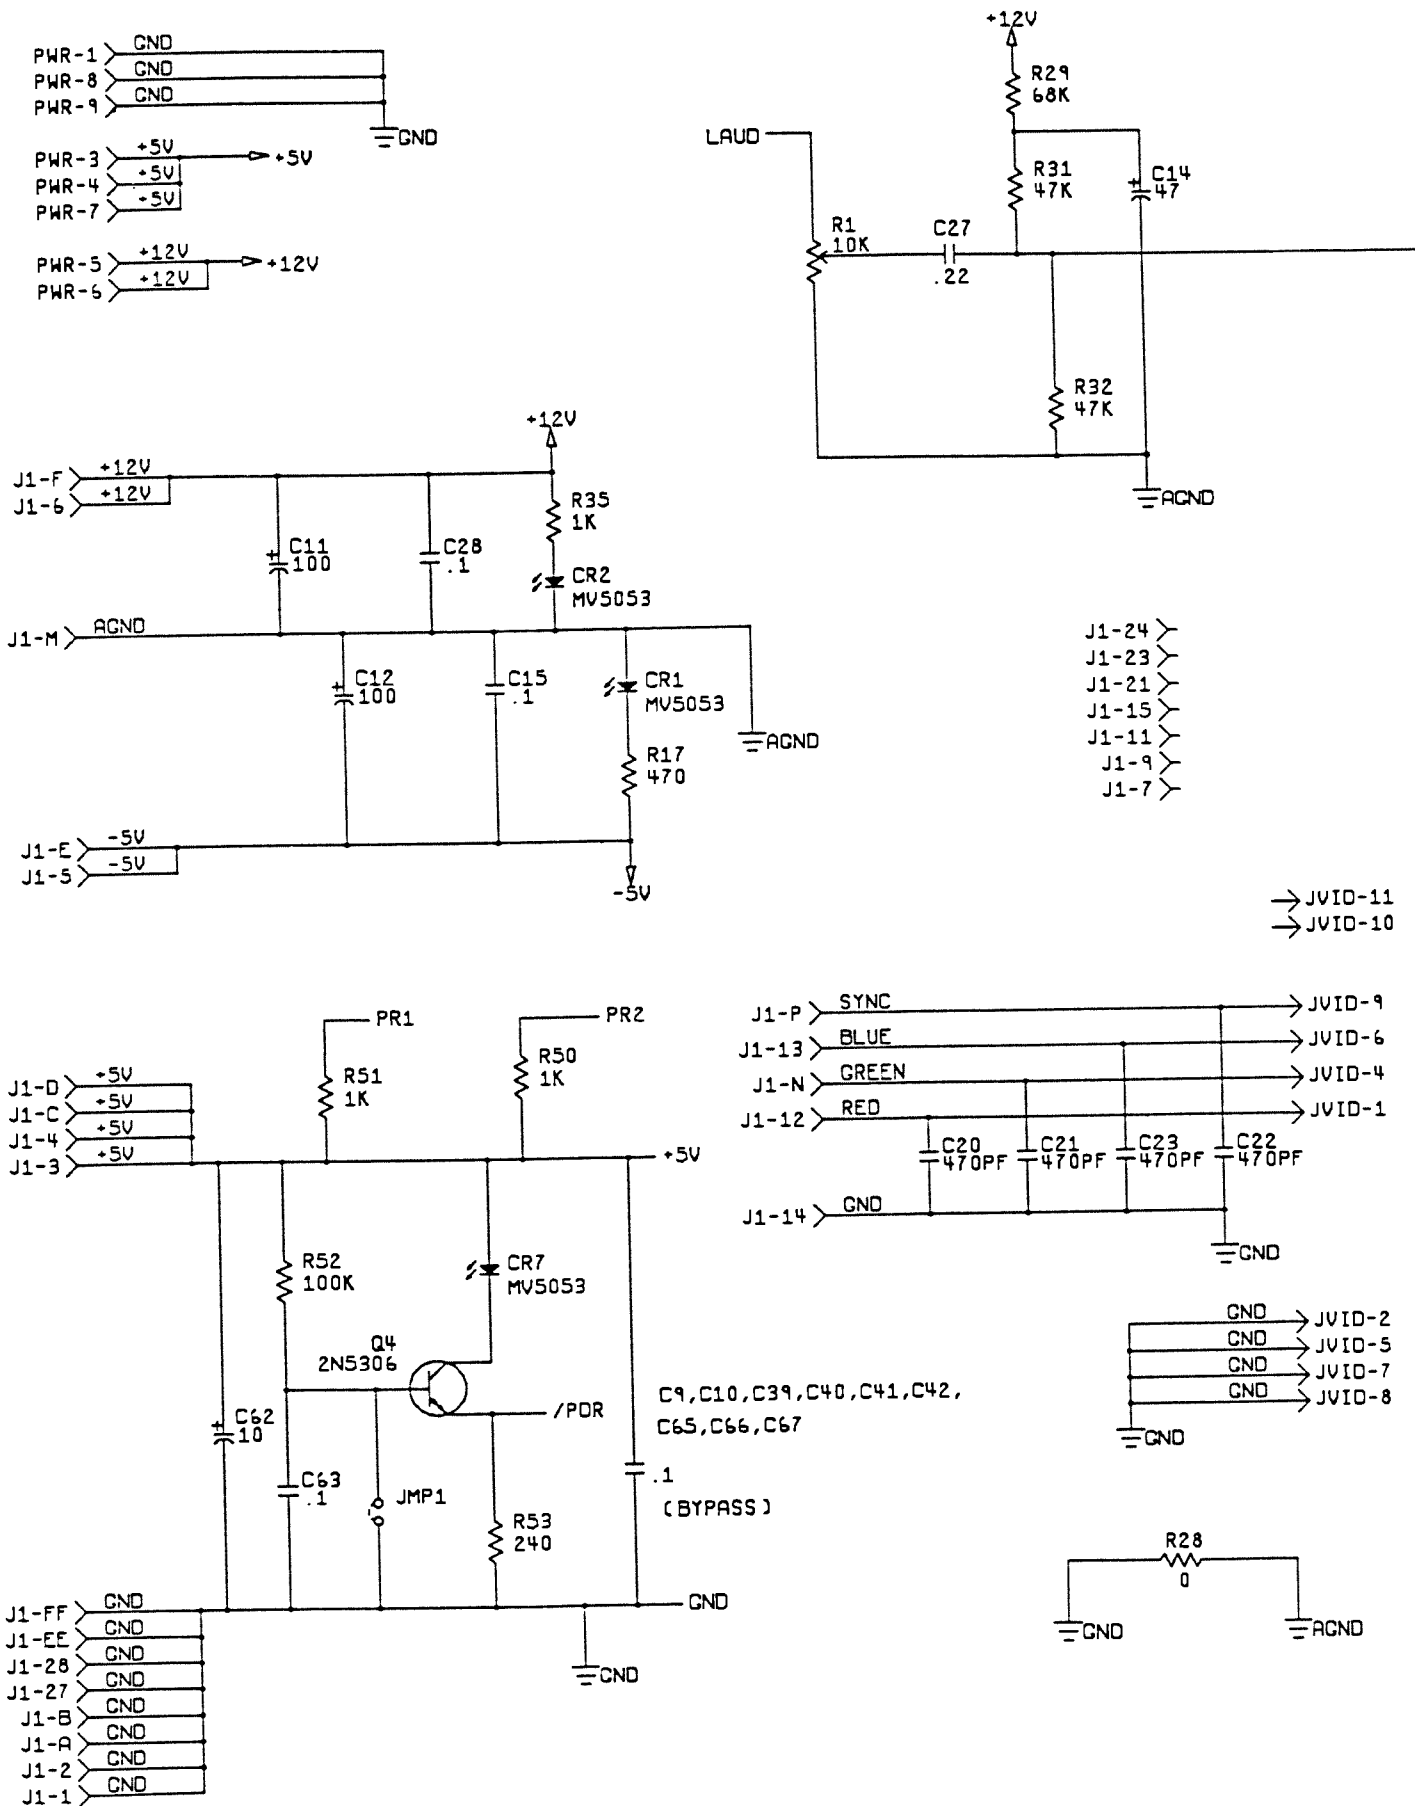 PWR-1 GND
PWR-8 GND
PWR-9 GND
GND
PWR-3 +5V
+5V
PWR-4 +5V
PWR-7 +5V
PWR-5 +12V
+12V
PWR-6 +12V
+12V
R29
68K
LAUD
R31
47K
C14
+
47
R1
10K
C27
.22
R32
47K
AGND
+12V
J1-F +12V
J1-6 +12V
R35
1K
C11
+
100
C28
.1
CR2
MV5053
J1-M AGND
C12
+
100
C15
.1
CR1
MV5053
AGND
R17
470
J1-E -5V
J1-5 -5V
-5V
J1-24
J1-23
J1-21
J1-15
J1-11
J1-9
J1-7
JVID-11
JVID-10
J1-P SYNC JVID-9
J1-13 BLUE JVID-6
J1-N GREEN JVID-4
J1-12 RED JVID-1
C20
470PF
C21
470PF
C23
470PF
C22
470PF
J1-14 GND
GND
PR1
PR2
R51
1K
R50
1K
J1-D +5V
J1-C +5V
J1-4 +5V
J1-3 +5V
+5V
R52
100K
CR7
MV5053
Q4
2N5306
/POR
C62
+
10
C63
.1
JMP1
R53
240
C9,C10,C39,C40,C41,C42,
C65,C66,C67
.1
(BYPASS)
GND JVID-2
GND JVID-5
GND JVID-7
GND JVID-8
GND
R28
0
GND
AGND
J1-FF GND
GND
J1-EE GND
J1-28 GND
J1-27 GND
J1-B GND
J1-A GND
J1-2 GND
J1-1 GND
GND